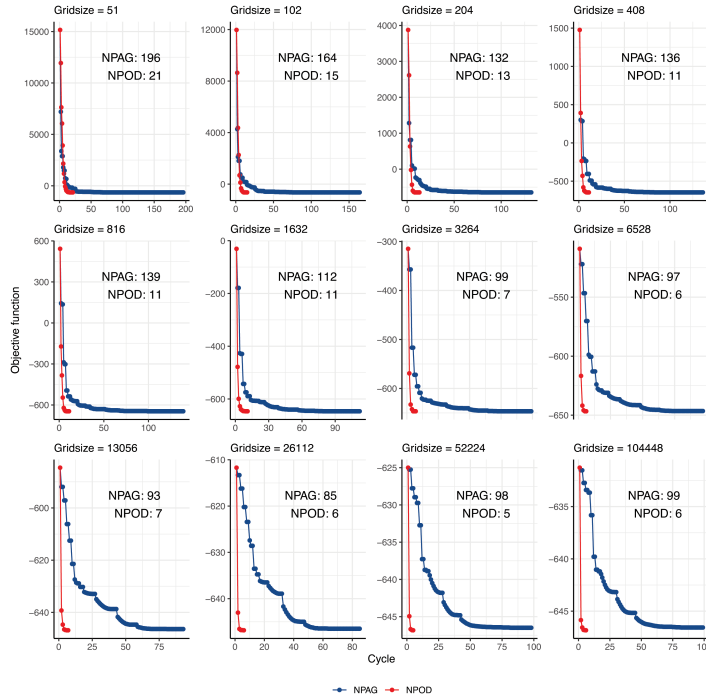 Gridsize = 51
Gridsize = 102
Gridsize = 204
Gridsize = 408
15000
10000
5000
0
NPAG: 196
NPOD: 21
0
50
100
150
200
12000
8000
4000
0
NPAG: 164
NPOD: 15
0
50
100
150
4000
3000
2000
1000
0
NPAG: 132
NPOD: 13
0
50
100
1500
1000
500
0
−500
NPAG: 136
NPOD: 11
0
50
100
Gridsize = 816
Gridsize = 1632
Gridsize = 3264
Gridsize = 6528
600
300
0
−300
−600
NPAG: 139
NPOD: 11
0
50
100
0
−200
−400
−600
NPAG: 112
NPOD: 11
0
30
60
90
−300
−400
−500
−600
NPAG: 99
NPOD: 7
0
25
50
75
100
−550
−600
−650
NPAG: 97
NPOD: 6
0
25
50
75
100
Objective function
Gridsize = 13056
Gridsize = 26112
Gridsize = 52224
Gridsize = 104448
−600
−620
−640
NPAG: 93
NPOD: 7
0
25
50
75
−610
−620
−630
−640
NPAG: 85
NPOD: 6
0
20
40
60
80
−625
−630
−635
−640
−645
NPAG: 98
NPOD: 5
0
25
50
75
100
−635
−640
−645
NPAG: 99
NPOD: 6
0
25
50
75
100
Cycle
NPAG NPOD